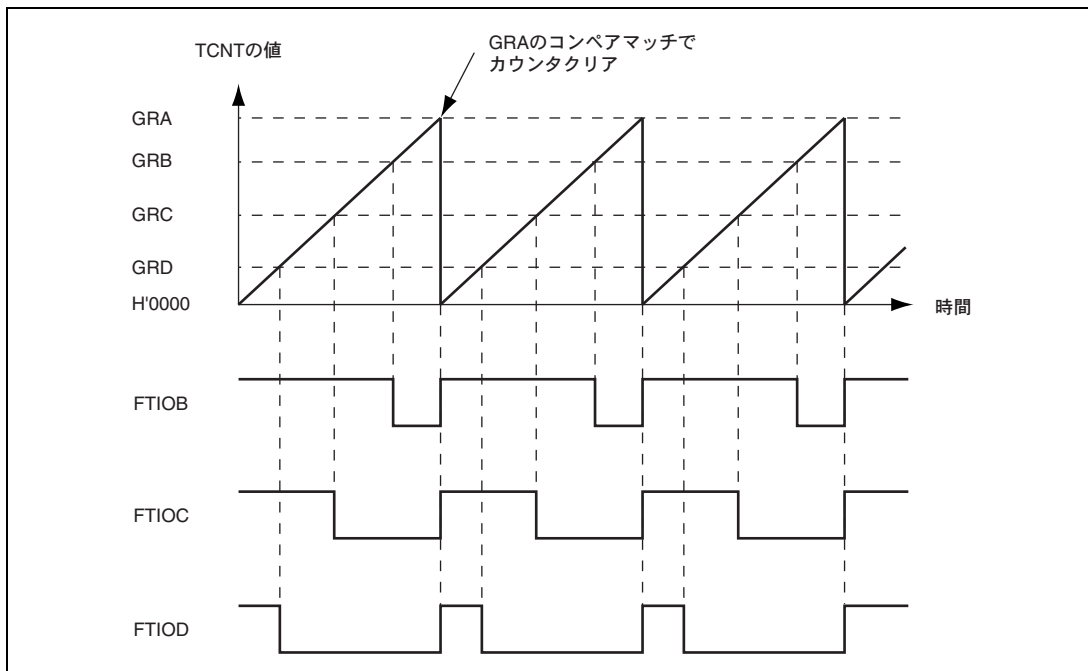 TCNTの値
GRAのコンペアマッチで
カウンタクリア
GRA
GRB
GRC
GRD
H'0000
時間
FTIOB
FTIOC
FTIOD